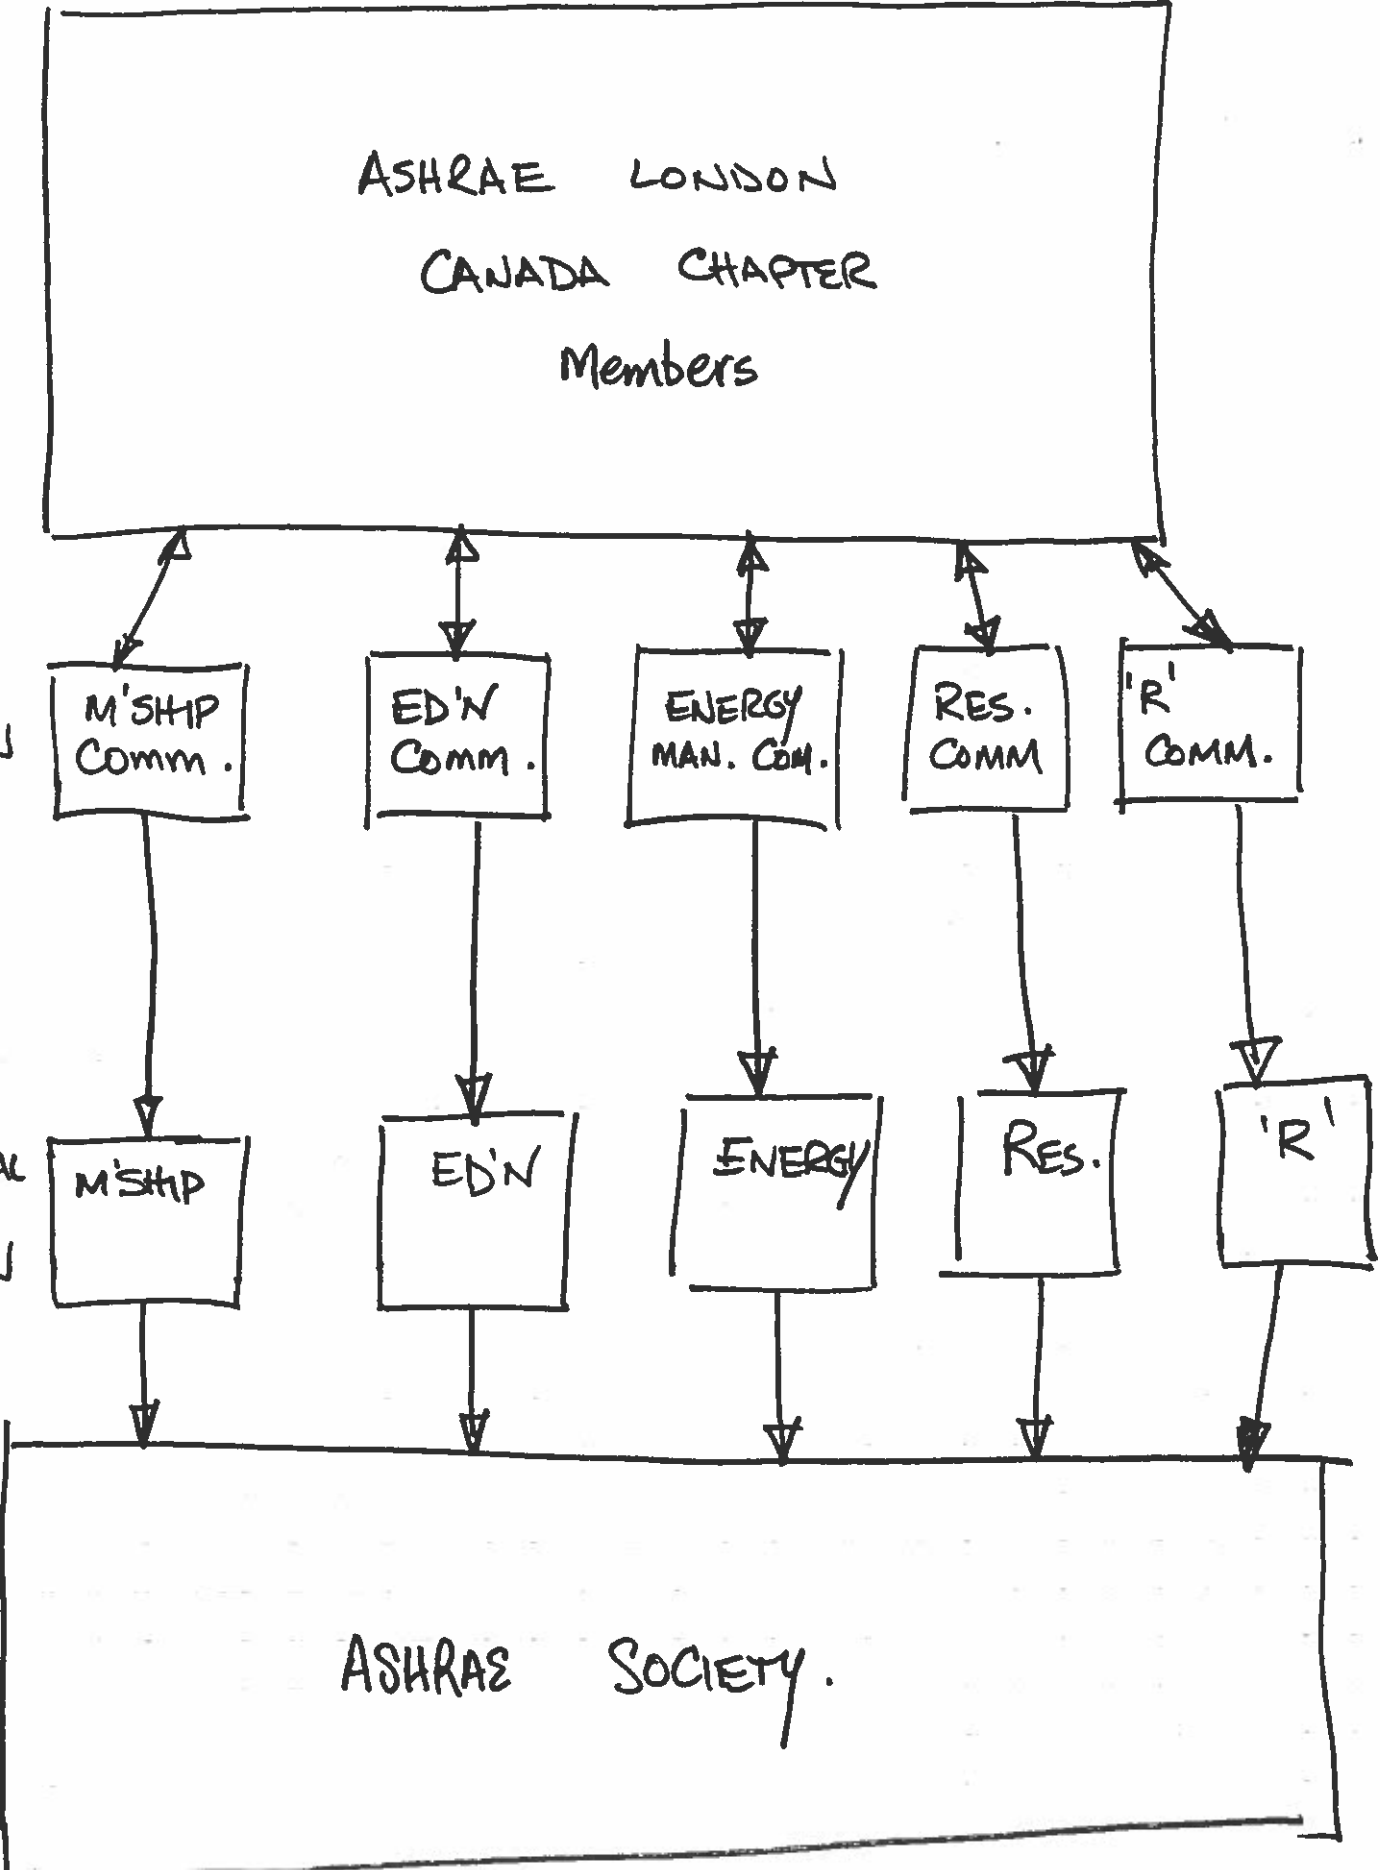 ASHRAE LONDON
CANADA CHAPTER
Members
M'SHIP
COMM.
ED'N
COMM.
ENERGY
MAN. COM.
RES.
COMM
'R'
COMM.
M'SHIP
ED'N
ENERGY
RES.
'R'
ASHRAE SOCIETY.